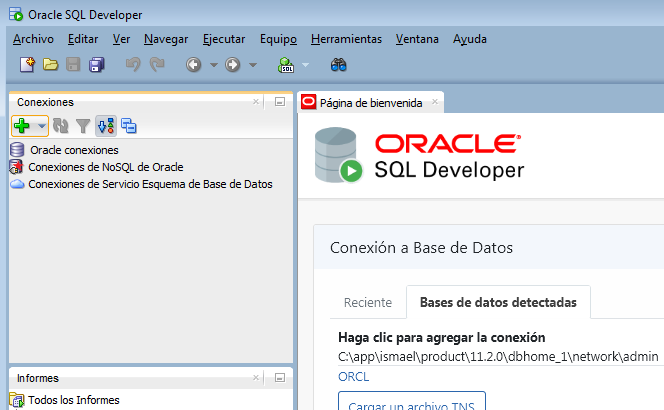 Oracle SQL Developer
Archivo Editar Ver Navegar Ejecutar Equipo Herramientas Ventana Ayuda
SQL
Conexiones
Oracle conexiones
Conexiones de NoSQL de Oracle
Conexiones de Servicio Esquema de Base de Datos
Informes
Todos los Informes
Página de bienvenida
ORACLE
SQL Developer
Conexión a Base de Datos
Reciente Bases de datos detectadas
Haga clic para agregar la conexión
C:\app\ismael\product\11.2.0\dbhome_1\network\admin
ORCL
Cargar un archivo TNS